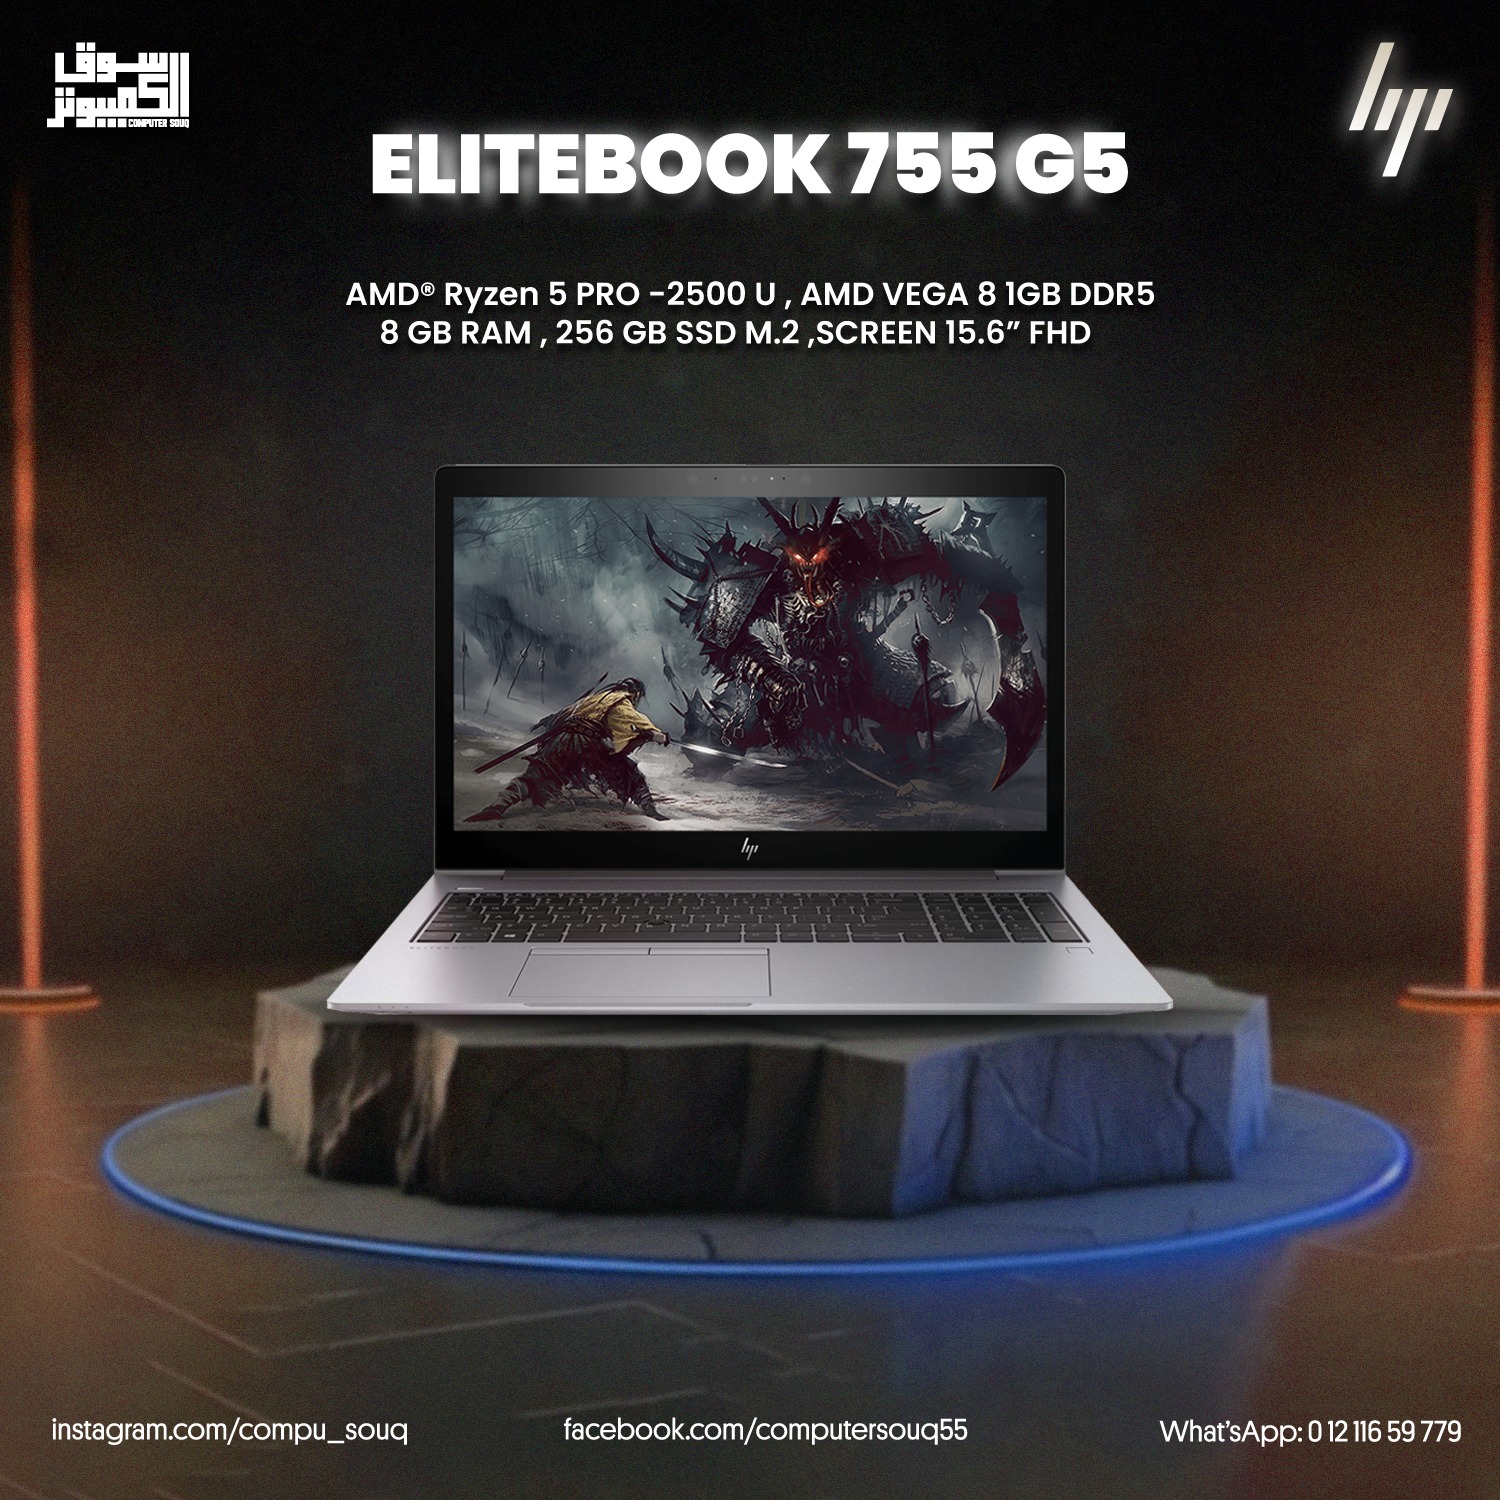 سوق
الكمبيوتر
COMPUTER SOUQ
hp
ELITEBOOK 755 G5
AMD® Ryzen 5 PRO -2500 U , AMD VEGA 8 1GB DDR5
8 GB RAM , 256 GB SSD M.2 ,SCREEN 15.6” FHD
hp
instagram.com/compu_souq
facebook.com/computersouq55
What'sApp: 0 12 116 59 779